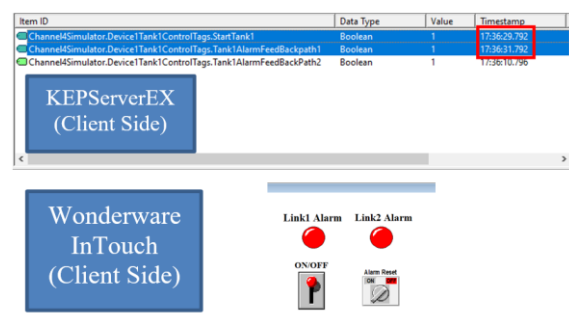 Item ID Data Type Value Timestamp
Channel4Simulator.Device1Tank1ControlTags.StartTank1 Boolean 1 17:36:29.792
Channel4Simulator.Device1Tank1ControlTags.Tank1AlarmFeedBackpath1 Boolean 1 17:36:31.792
Channel4Simulator.Device1Tank1ControlTags.Tank1AlarmFeedBackPath2 Boolean 1 17:36:10.796
KEPServerEX
(Client Side)
Wonderware
InTouch
(Client Side)
Link1 Alarm Link2 Alarm
ON/OFF
Alarm Reset
ON